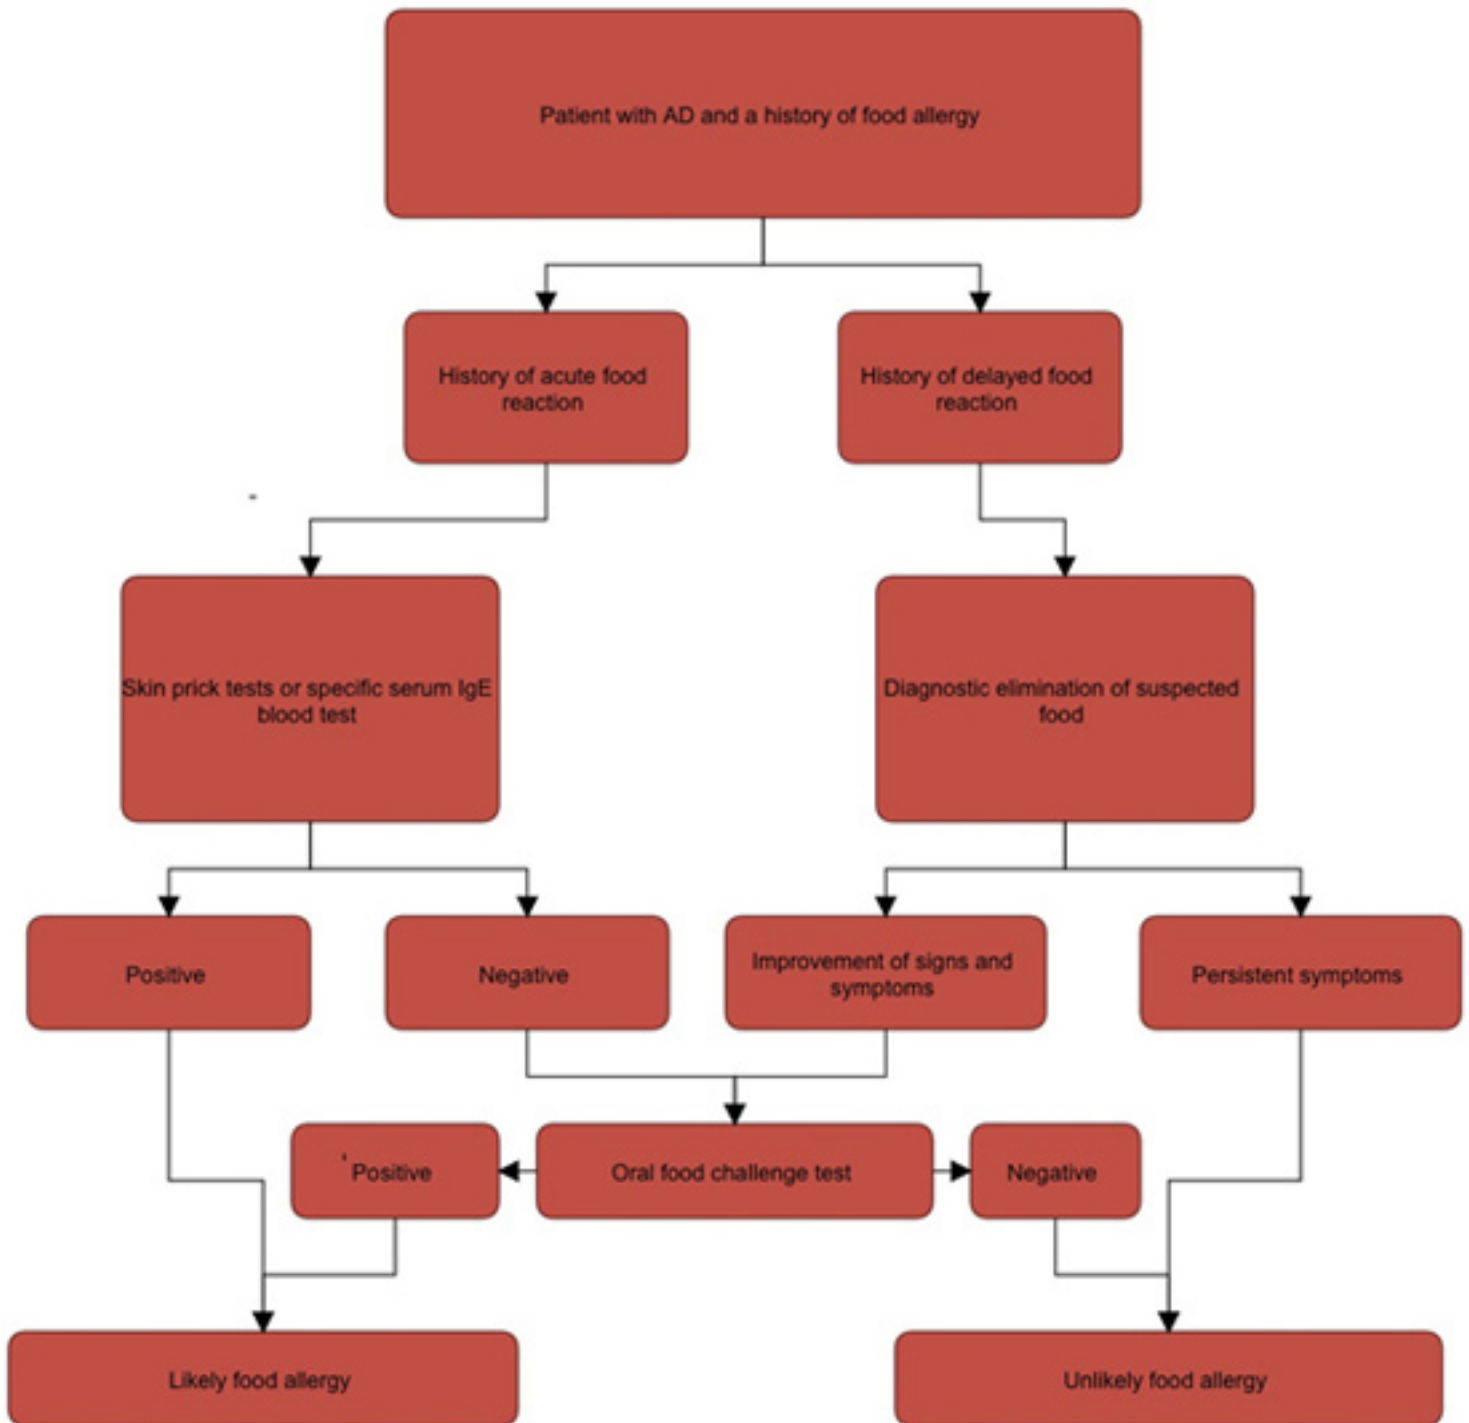 Patient with AD and a history of food allergy
History of acute food
reaction
History of delayed food
reaction
Skin prick tests or specific serum IgE
blood test
Diagnostic elimination of suspected
food
Positive
Negative
Improvement of signs and
symptoms
Persistent symptoms
Positive
Oral food challenge test
Negative
Likely food allergy
Unlikely food allergy